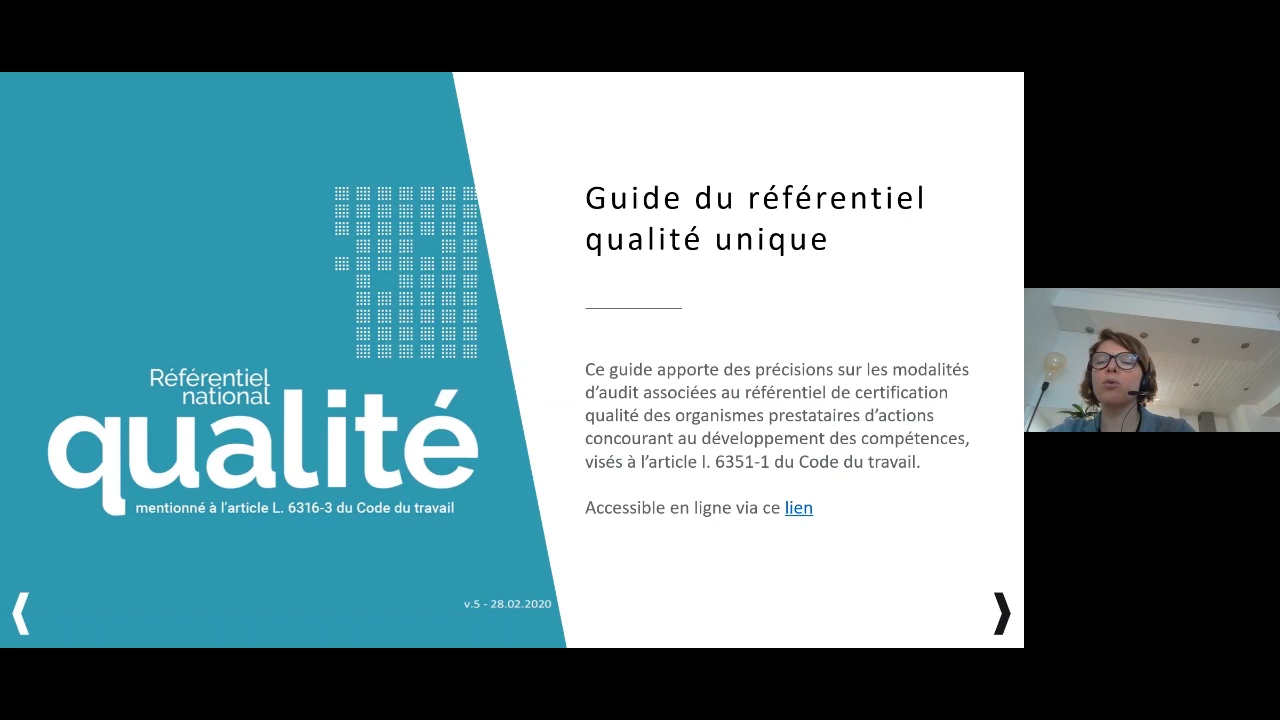 Référentiel
national
qualité
mentionné à l'article L. 6316-3 du Code du travail
v.5 - 28.02.2020
Guide du référentiel
qualité unique
Ce guide apporte des précisions sur les modalités
d’audit associées au référentiel de certification
qualité des organismes prestataires d’actions
concourant au développement des compétences,
visés à l’article l. 6351-1 du Code du travail.
Accessible en ligne via ce lien